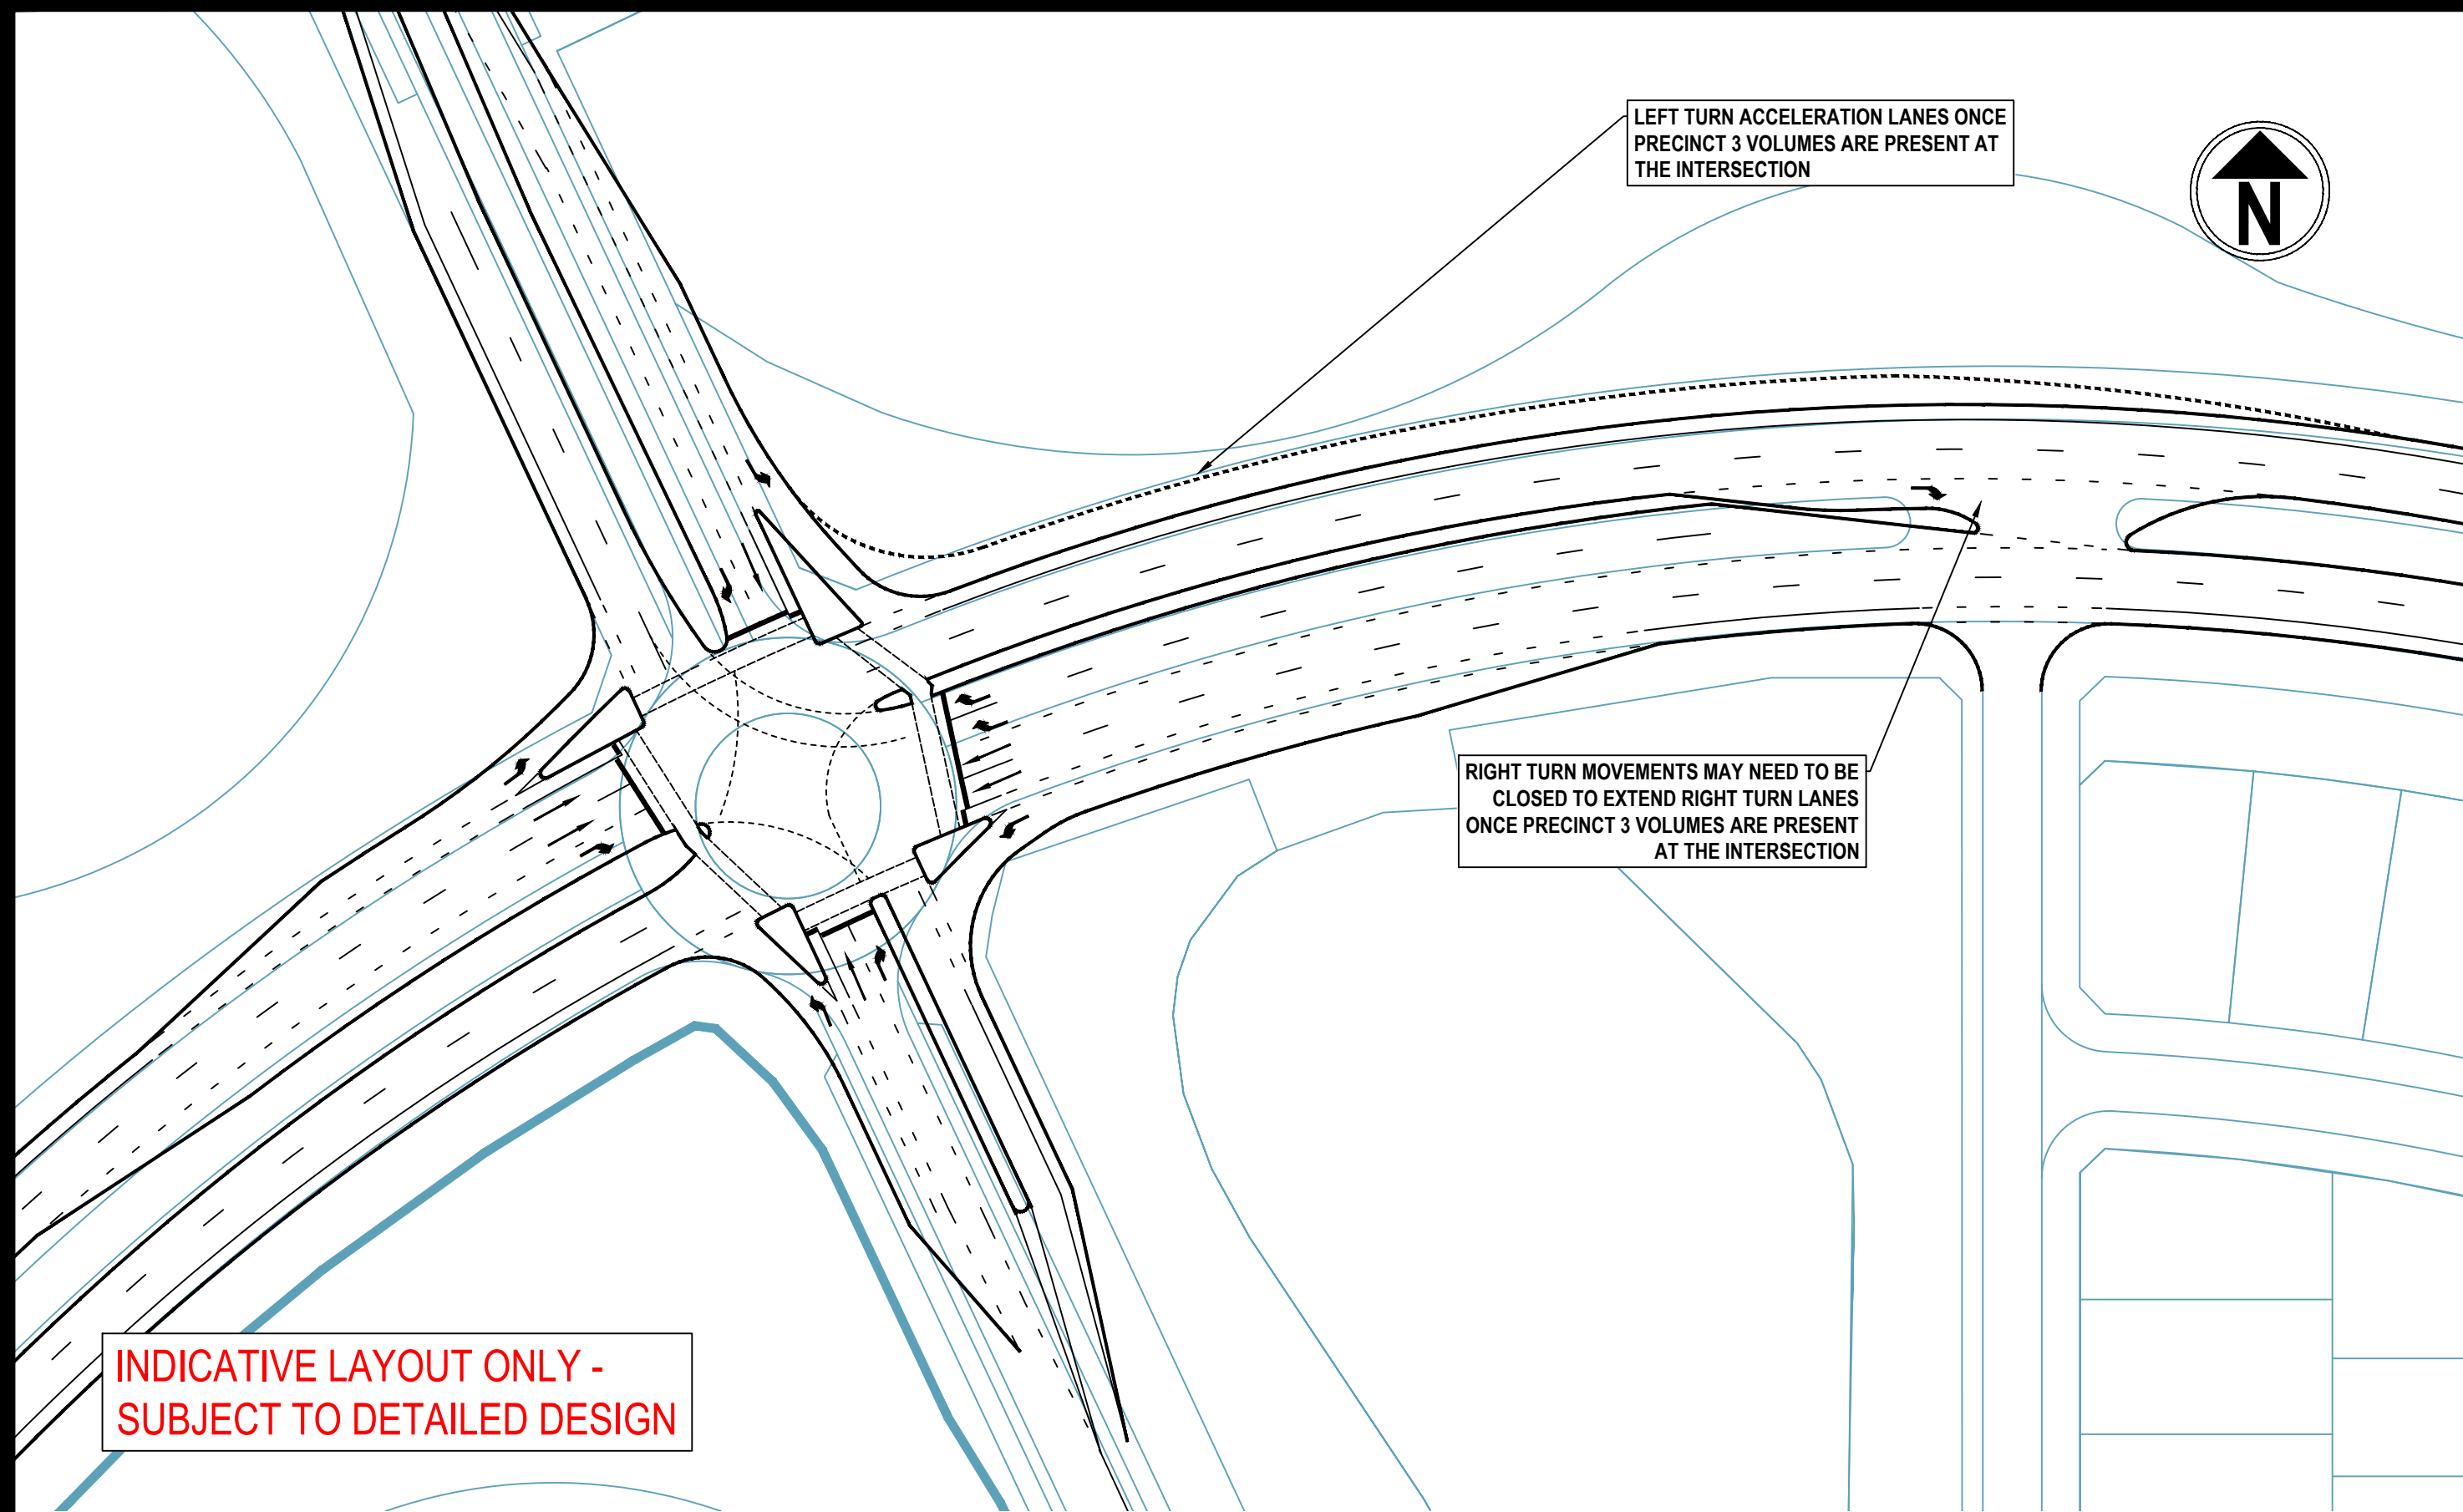 LEFT TURN ACCELERATION LANES ONCE
PRECINCT 3 VOLUMES ARE PRESENT AT
THE INTERSECTION
N
RIGHT TURN MOVEMENTS MAY NEED TO BE
CLOSED TO EXTEND RIGHT TURN LANES
ONCE PRECINCT 3 VOLUMES ARE PRESENT
AT THE INTERSECTION
INDICATIVE LAYOUT ONLY -
SUBJECT TO DETAILED DESIGN